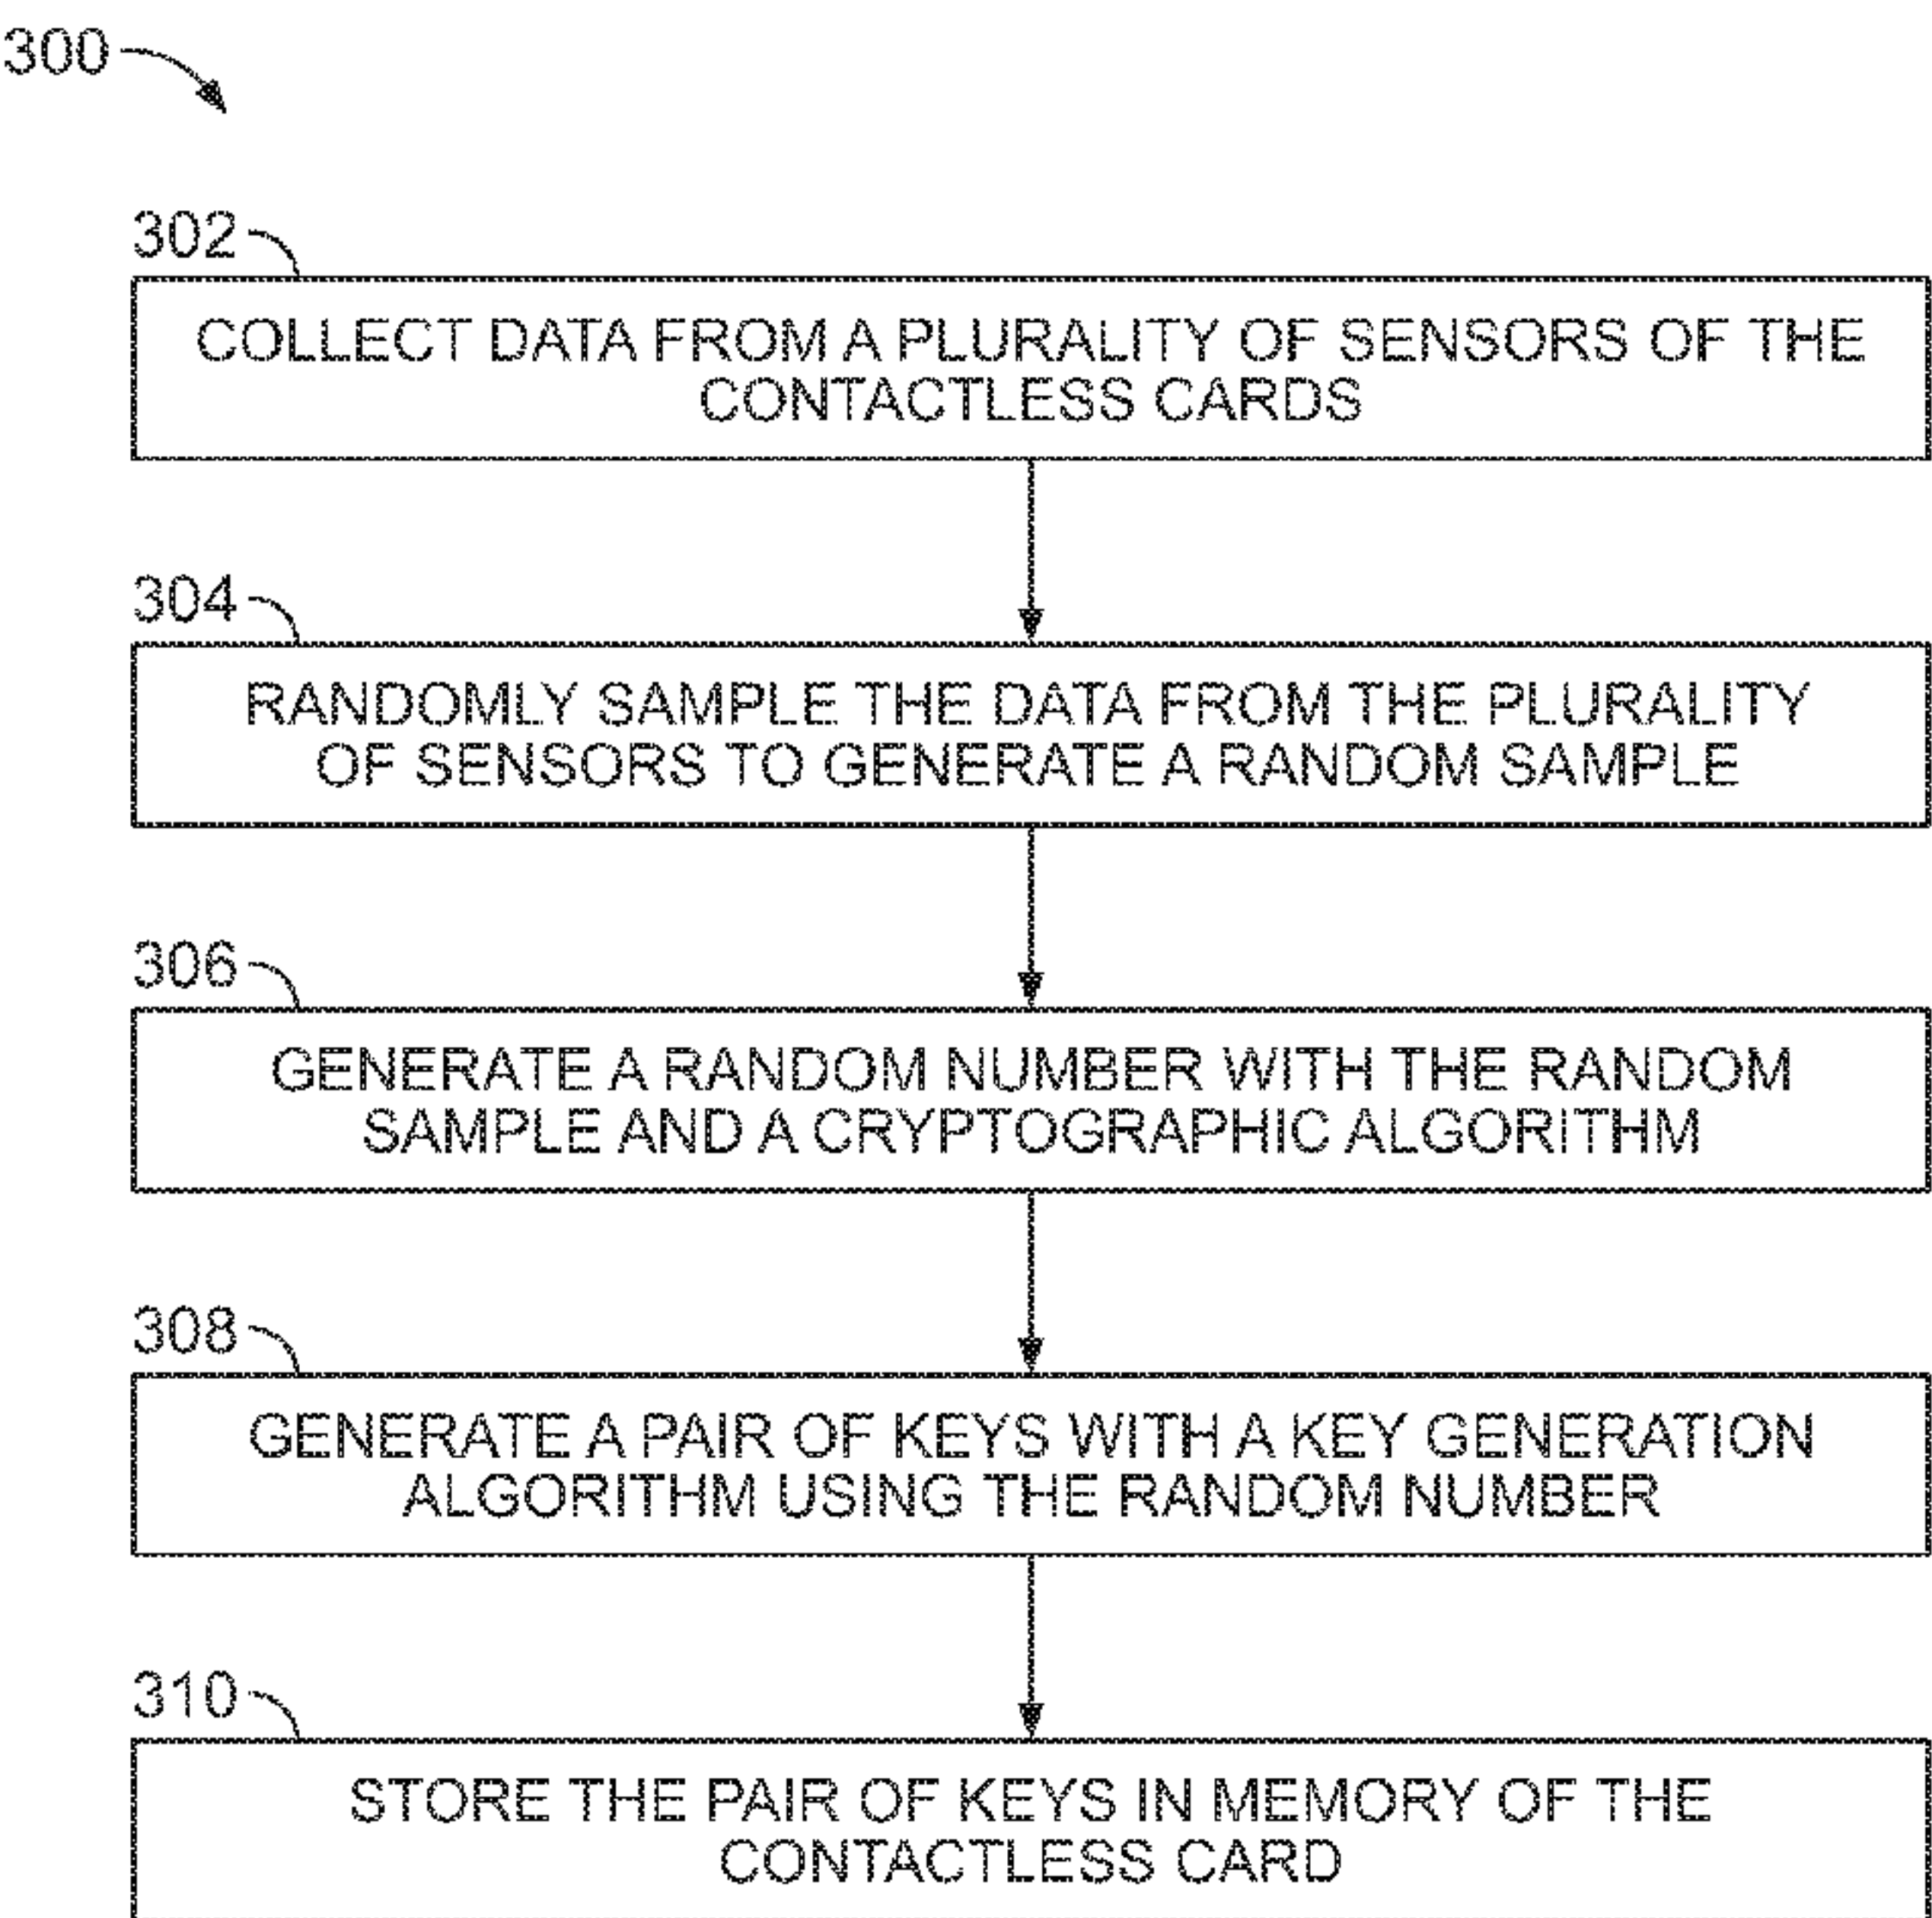 300
302
COLLECT DATA FROM A PLURALITY OF SENSORS OF THE
CONTACTLESS CARDS
304
RANDOMLY SAMPLE THE DATA FROM THE PLURALITY
OF SENSORS TO GENERATE A RANDOM SAMPLE
306
GENERATE A RANDOM NUMBER WITH THE RANDOM
SAMPLE AND A CRYPTOGRAPHIC ALGORITHM
308
GENERATE A PAIR OF KEYS WITH A KEY GENERATION
ALGORITHM USING THE RANDOM NUMBER
310
STORE THE PAIR OF KEYS IN MEMORY OF THE
CONTACTLESS CARD